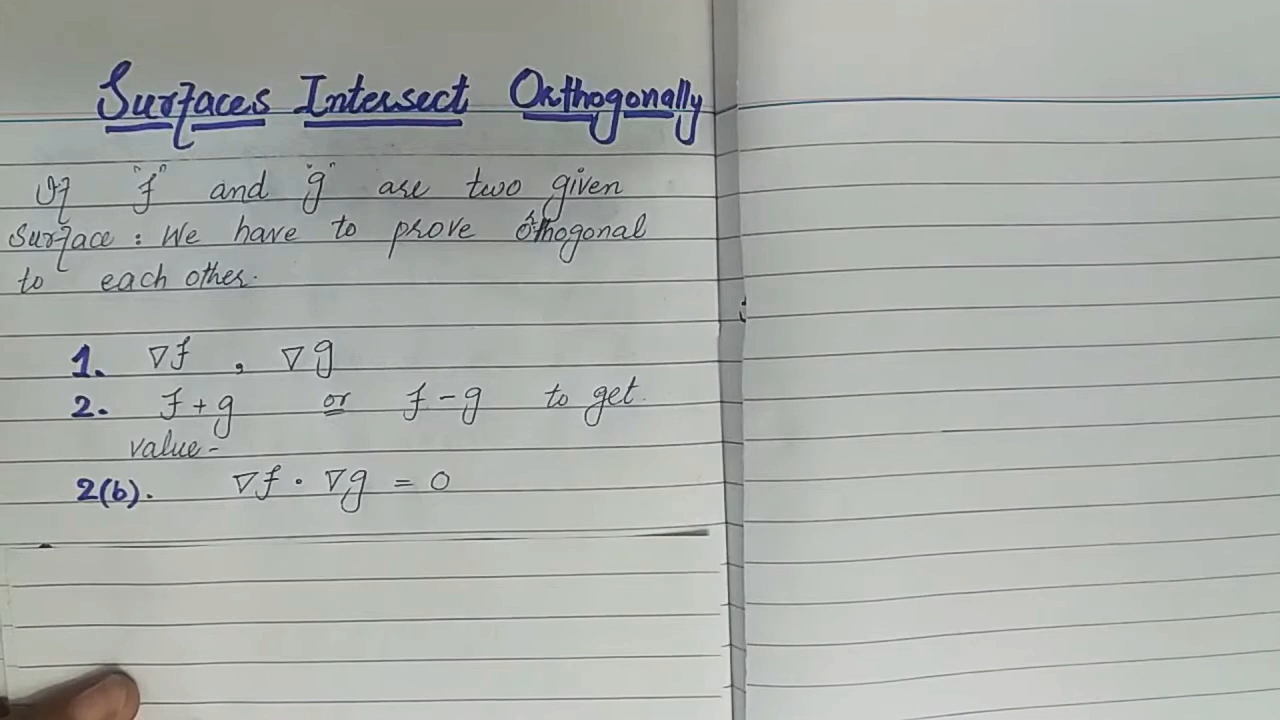 Surfaces Intersect Orthogonally
If "f" and "g" are two given
surface : We have to prove orthogonal
to each other.
1. ∇f , ∇g
2. f + g or f - g to get.
value -
2(b). ∇f · ∇g = 0